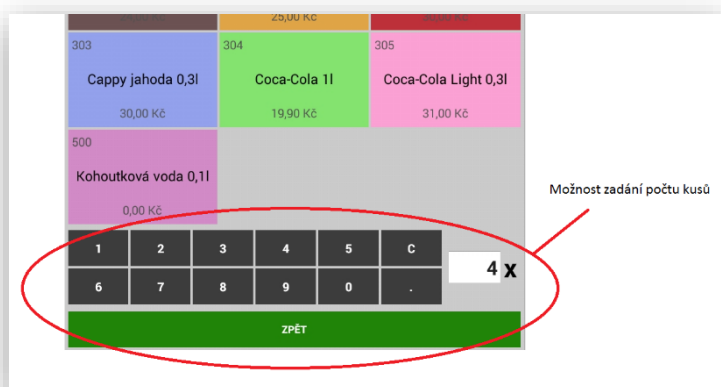 25,00 Kč
303 304 305
Cappy jahoda 0,3l Coca-Cola 1l Coca-Cola Light 0,3l
30,00 Kč 19,90 Kč 31,00 Kč
500
Kohoutková voda 0,1l
0,00 Kč
Možnost zadání počtu kusů
1 2 3 4 5 C
4 x
6 7 8 9 0 .
ZPĚT